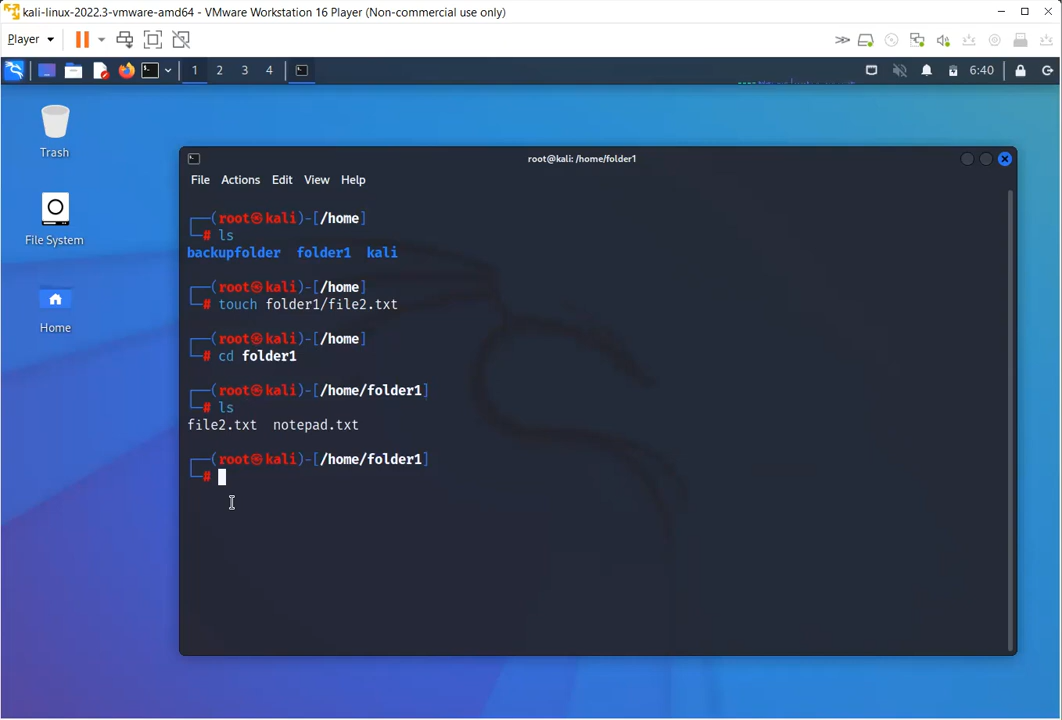 kali-linux-2022.3-vmware-amd64 - VMware Workstation 16 Player (Non-commercial use only)
Player
1 2 3 4
6:40
Trash
File System
Home
root@kali: /home/folder1
File Actions Edit View Help
┌──(root㉿kali)-[/home]
└─# ls
backupfolder folder1 kali
┌──(root㉿kali)-[/home]
└─# touch folder1/file2.txt
┌──(root㉿kali)-[/home]
└─# cd folder1
┌──(root㉿kali)-[/home/folder1]
└─# ls
file2.txt notepad.txt
┌──(root㉿kali)-[/home/folder1]
└─#